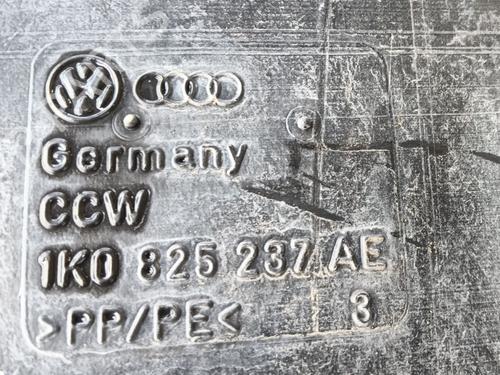 Germany
CCW
1K0 825 237 AE
>PP/PE< 3